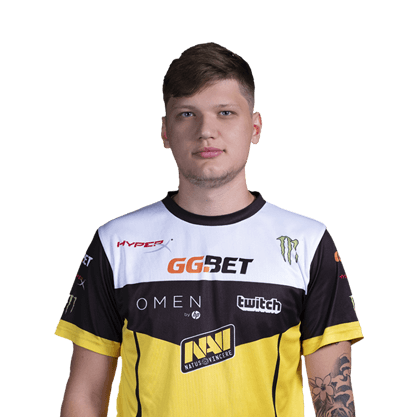 HYPERX
GG.BET
OMEN
by hp
twitch
NAVI
NATUS VINCERE